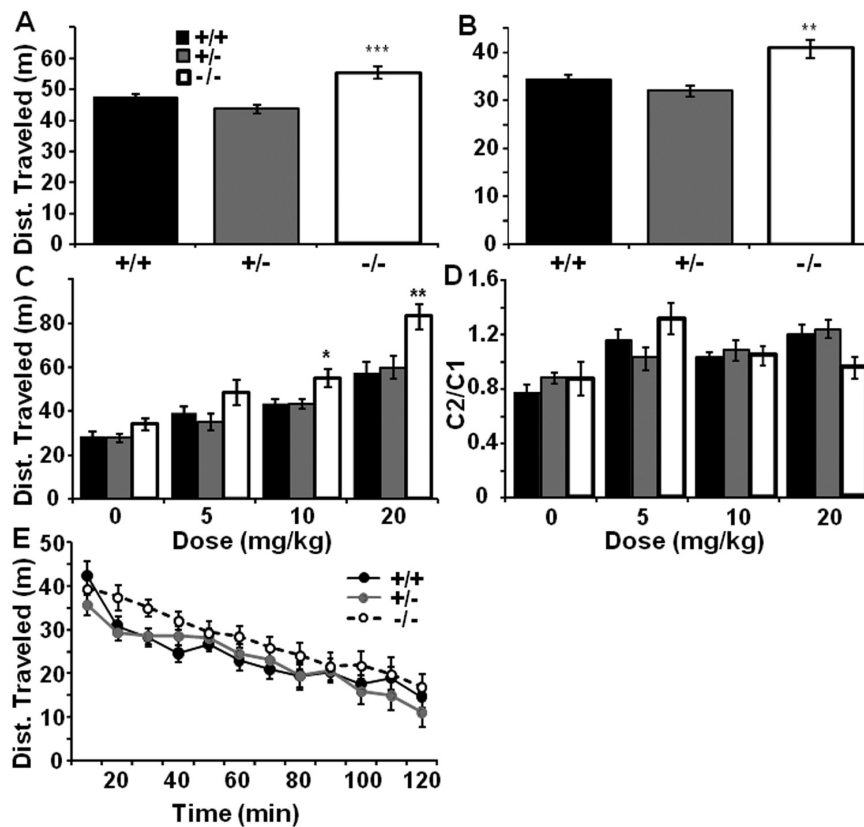 A
Dist. Traveled (m)
70
60
50
40
30
20
10
0
+/+
+/-
-/-
***
+/+ +/- -/-
B
40
30
20
10
0
**
+/+ +/- -/-
C
Dist. Traveled (m)
80
60
40
20
0
*
**
0 5 10 20
Dose (mg/kg)
D
C2/C1
1.6
1.2
0.8
0.4
0
0 5 10 20
Dose (mg/kg)
E
Dist. Traveled (m)
50
40
30
20
10
0
+/+
+/-
-/-
20 40 60 80 100 120
Time (min)